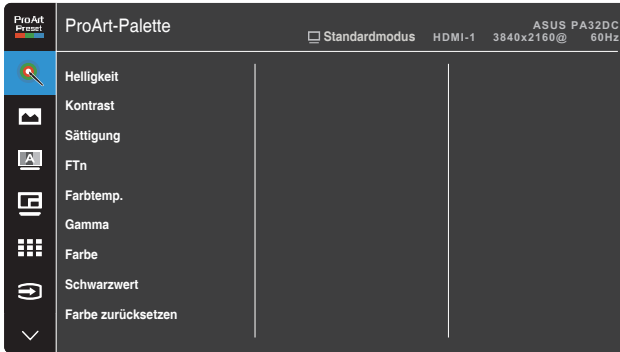 ProArt
Preset
ProArt-Palette
Standardmodus HDMI-1
ASUS PA32DC
3840x2160@ 60Hz
A
Helligkeit
Kontrast
Sättigung
FTn
Farbtemp.
Gamma
Farbe
Schwarzwert
Farbe zurücksetzen